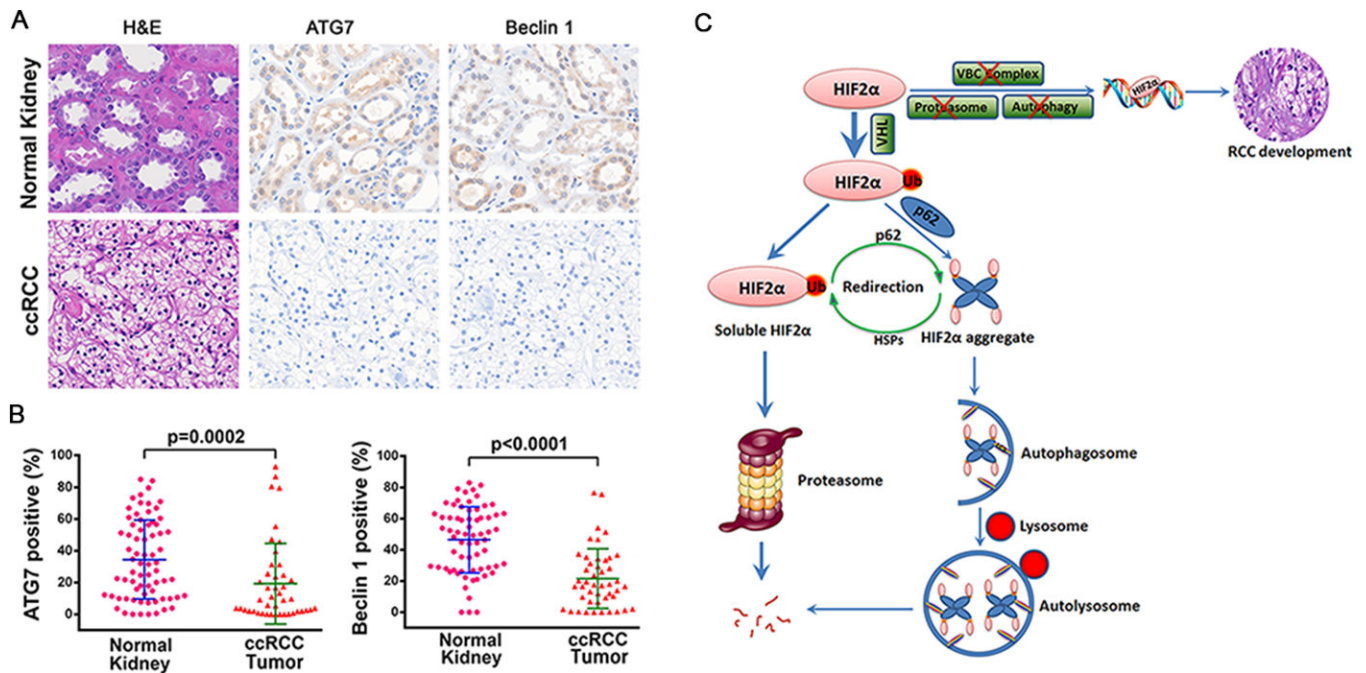 A
H&E
ATG7
Beclin 1
Normal Kidney
ccRCC
B
p=0.0002
ATG7 positive (%)
100
80
60
40
20
0
Normal
Kidney
ccRCC
Tumor
p<0.0001
Beclin 1 positive (%)
100
80
60
40
20
0
Normal
Kidney
ccRCC
Tumor
C
HIF2α
VBC Complex
Proteasome
Autophagy
HIF2α
RCC development
VHL
HIF2α
Ub
p62
p62
HIF2α
Ub
Redirection
Soluble HIF2α
HSPs
HIF2α aggregate
Autophagosome
Proteasome
Lysosome
Autolysosome